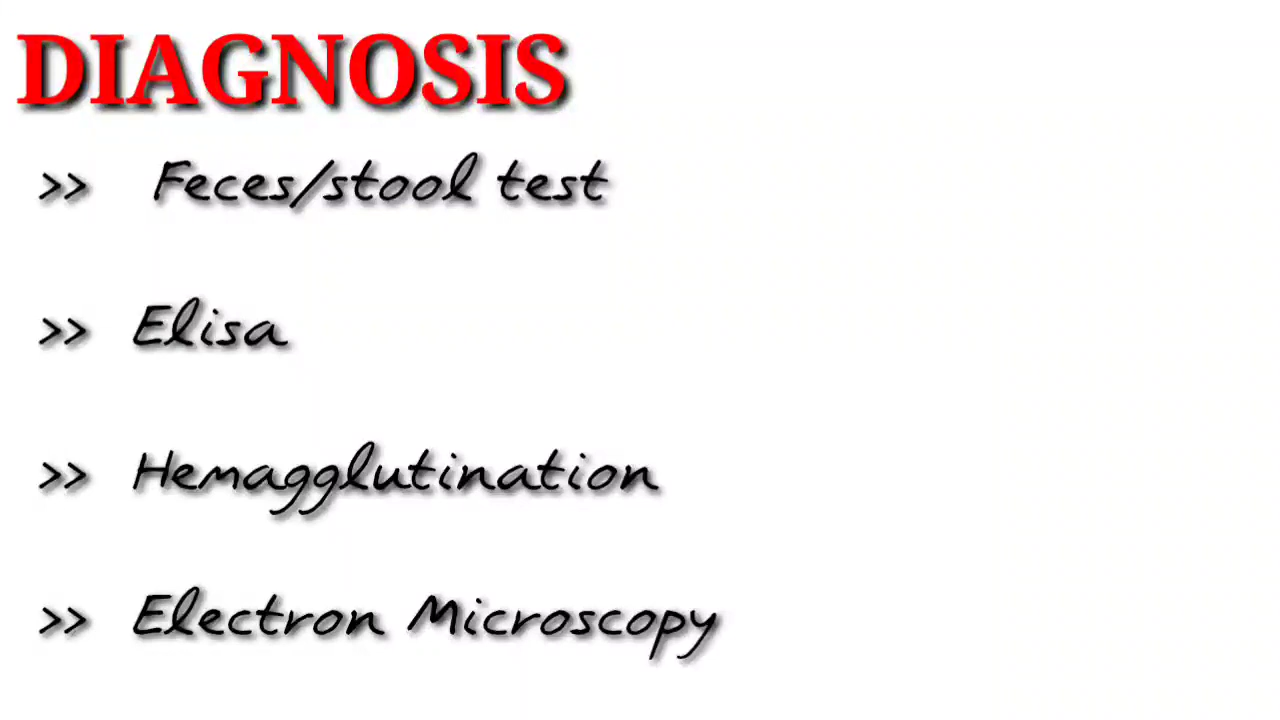 DIAGNOSIS
>> Feces/stool test
>> Elisa
>> Hemagglutination
>> Electron Microscopy